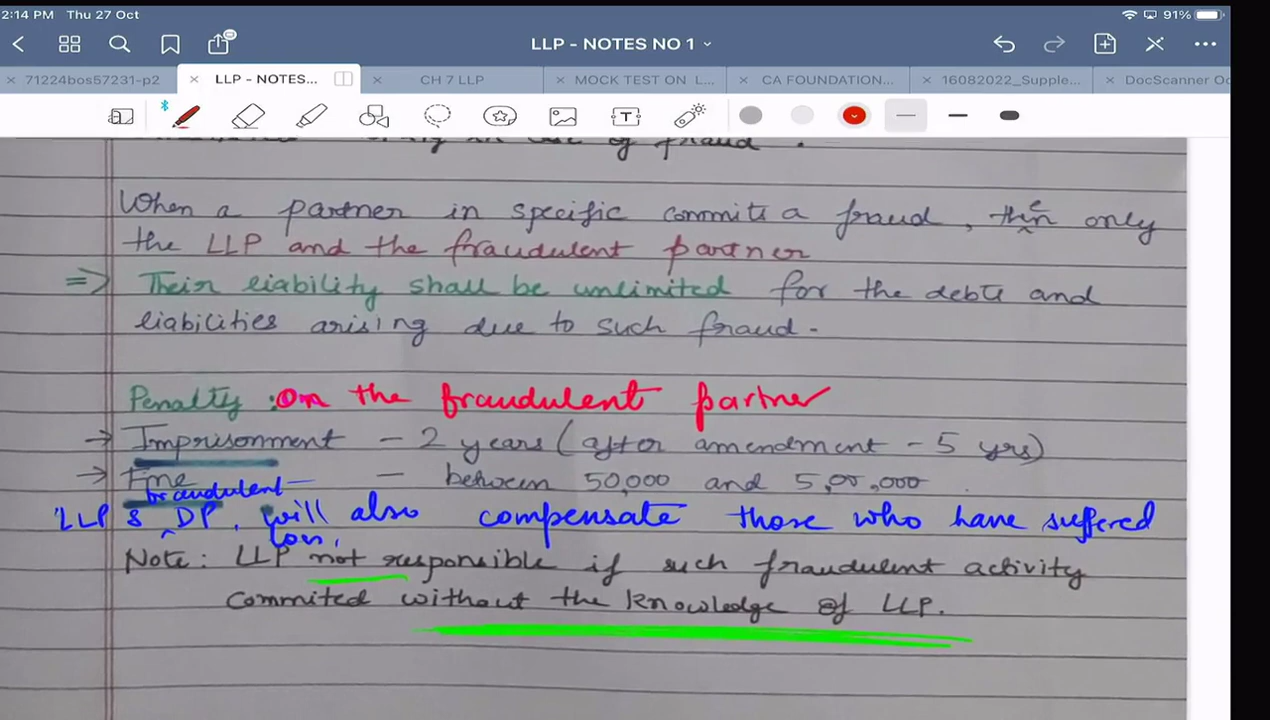 2:14 PM Thu 27 Oct
91%
LLP - NOTES NO 1
71224bos57231-p2
LLP - NOTES...
CH 7 LLP
MOCK TEST ON L...
CA FOUNDATION...
16082022_Supple...
DocScanner Oc
of fraud.
When a partner in specific commits a fraud, then only
the LLP and the fraudulent partner
⇒ Their liability shall be unlimited for the debts and
liabilities arising due to such fraud.
Penalty : On the fraudulent partner
→ Imprisonment - 2 years (after amendment - 5 yrs)
→ Fine - between 50,000 and 5,00,000.
fraudulent
LLP & DP, will also compensate those who have suffered
loss.
Note: LLP not responsible if such fraudulent activity
commited without the knowledge of LLP.